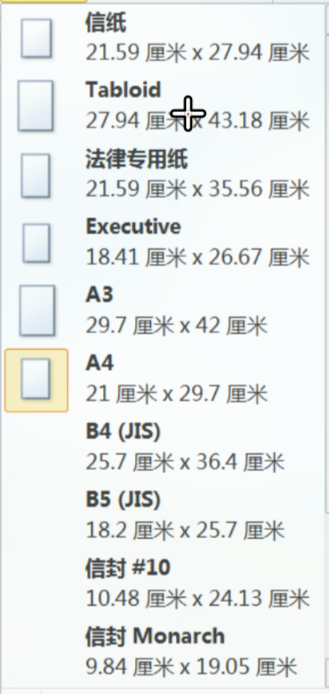 信纸
21.59 厘米 x 27.94 厘米
Tabloid
27.94 厘米 x 43.18 厘米
法律专用纸
21.59 厘米 x 35.56 厘米
Executive
18.41 厘米 x 26.67 厘米
A3
29.7 厘米 x 42 厘米
A4
21 厘米 x 29.7 厘米
B4 (JIS)
25.7 厘米 x 36.4 厘米
B5 (JIS)
18.2 厘米 x 25.7 厘米
信封 #10
10.48 厘米 x 24.13 厘米
信封 Monarch
9.84 厘米 x 19.05 厘米